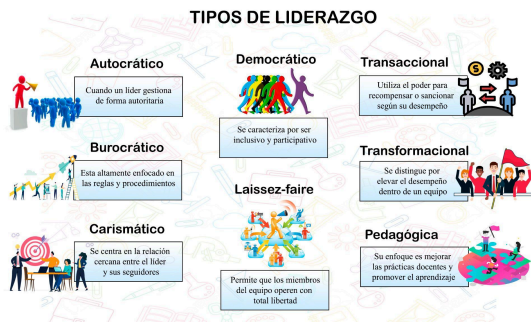 TIPOS DE LIDERAZGO
Autocrático
Cuando un líder gestiona
de forma autoritaria
Burocrático
Esta altamente enfocado en
las reglas y procedimientos
Carismático
Se centra en la relación
cercana entre el líder
y sus seguidores
Democrático
Se caracteriza por ser
inclusivo y participativo
Laissez-faire
Permite que los miembros
del equipo operen con
total libertad
Transaccional
Utiliza el poder para
recompensar o sancionar
según su desempeño
Transformacional
Se distingue por
elevar el desempeño
dentro de un equipo
Pedagógica
Su enfoque es mejorar
las prácticas docentes y
promover el aprendizaje